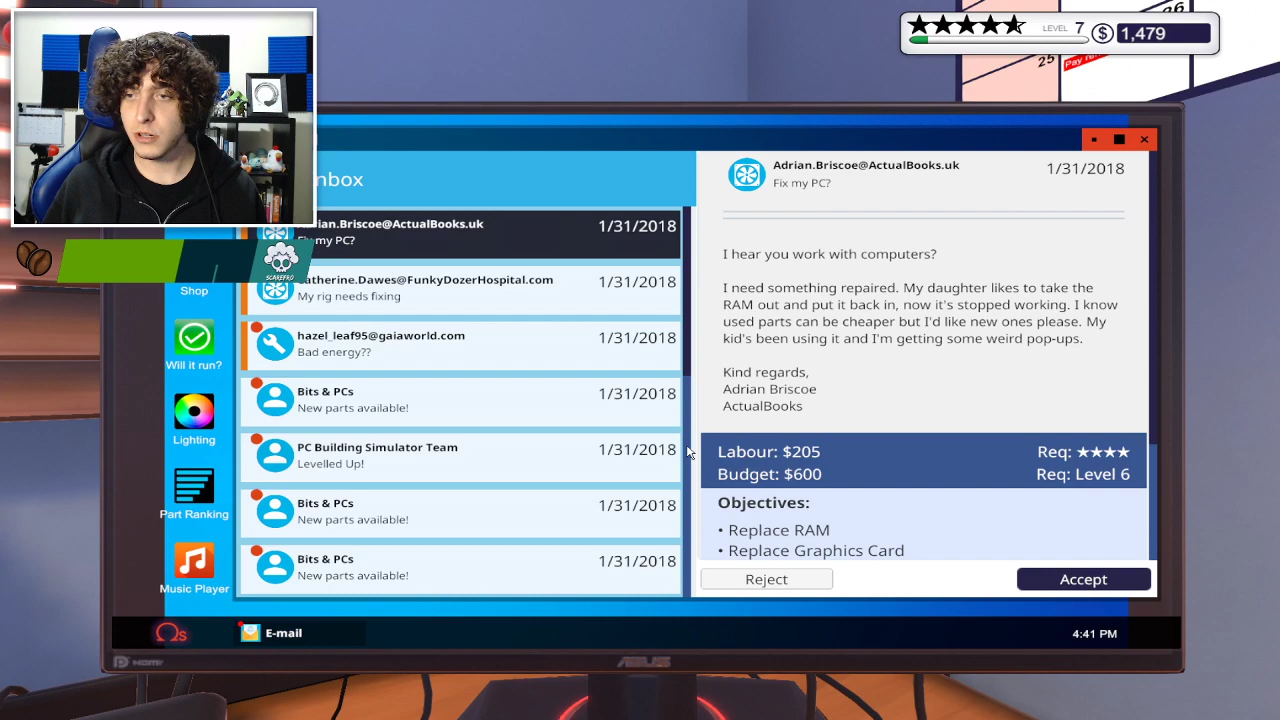 26
LEVEL 7
$ 1,479
25
nbox
Adrian.Briscoe@ActualBooks.uk
1/31/2018
Fix my PC?
rian.Briscoe@ActualBooks.uk
1/31/2018
my PC?
SCAREFRO
atherine.Dawes@FunkyDozerHospital.com
1/31/2018
My rig needs fixing
hazel_leaf95@gaiaworld.com
1/31/2018
Bad energy??
Bits & PCs
1/31/2018
New parts available!
PC Building Simulator Team
1/31/2018
Levelled Up!
Bits & PCs
1/31/2018
New parts available!
Bits & PCs
1/31/2018
New parts available!
Shop
Will it run?
Lighting
Part Ranking
Music Player
I hear you work with computers?
I need something repaired. My daughter likes to take the
RAM out and put it back in, now it's stopped working. I know
used parts can be cheaper but I'd like new ones please. My
kid's been using it and I'm getting some weird pop-ups.
Kind regards,
Adrian Briscoe
ActualBooks
Labour: $205
Req: ★★★★
Budget: $600
Req: Level 6
Objectives:
• Replace RAM
• Replace Graphics Card
Reject
Accept
Ωs
E-mail
4:41 PM
HDMI
ASUS